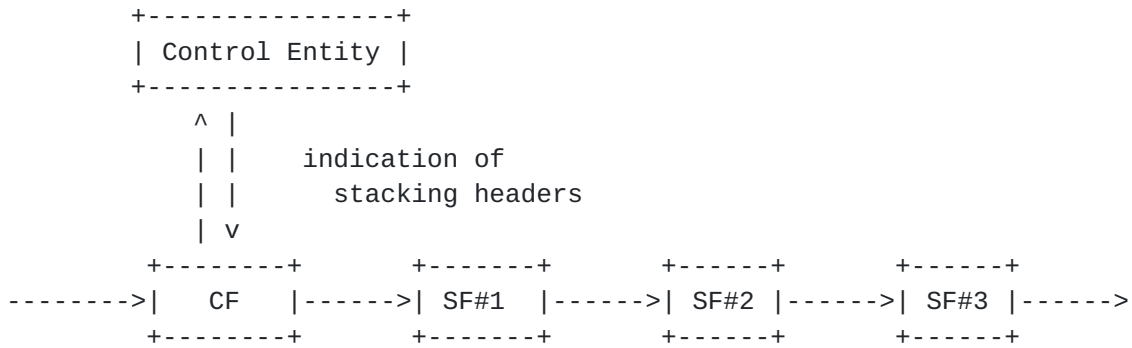 +----------------+
        | Control Entity |
        +----------------+
            ^ |
            | |    indication of
            | |      stacking headers
            | v
         +--------+       +-------+       +------+       +------+
-------->|   CF   |------>| SF#1  |------>| SF#2 |------>| SF#3 |------>
         +--------+       +-------+       +------+       +------+